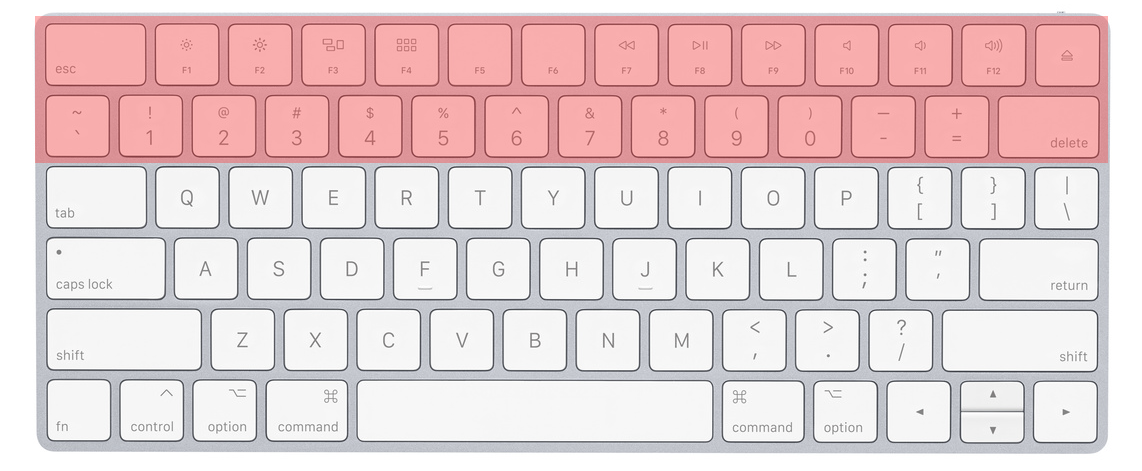 esc F1 F2 F3 F4 F5 F6 F7 F8 F9 F10 F11 F12
~ ! @ # $ % ^ & * ( ) — +
` 1 2 3 4 5 6 7 8 9 0 - = delete
tab Q W E R T Y U I O P { } |
[ ] \
caps lock A S D F G H J K L : "
; ' return
shift Z X C V B N M < > ?
, . / shift
fn control option command command option